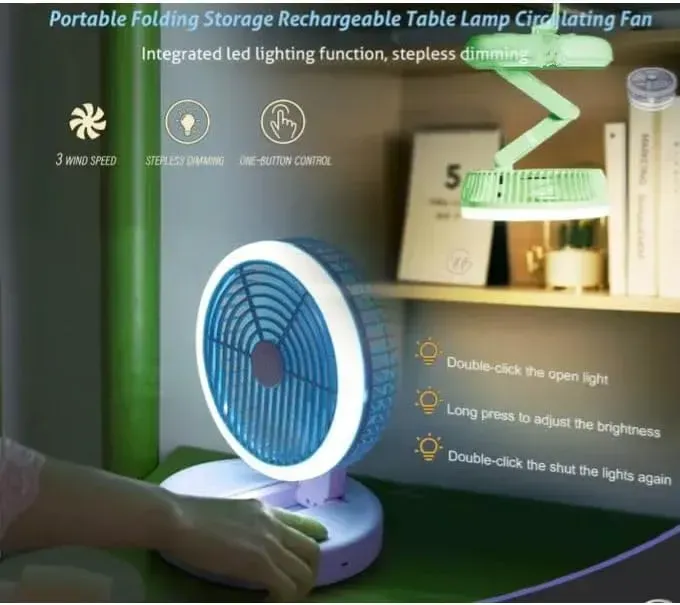 Portable Folding Storage Rechargeable Table Lamp Circulating Fan
Integrated led lighting function, stepless dimming
3 WIND SPEED
STEPLESS DIMMING
ONE-BUTTON CONTROL
5
MARKETING
Double-click the open light
Long press to adjust the brightness
Double-click the shut the lights again